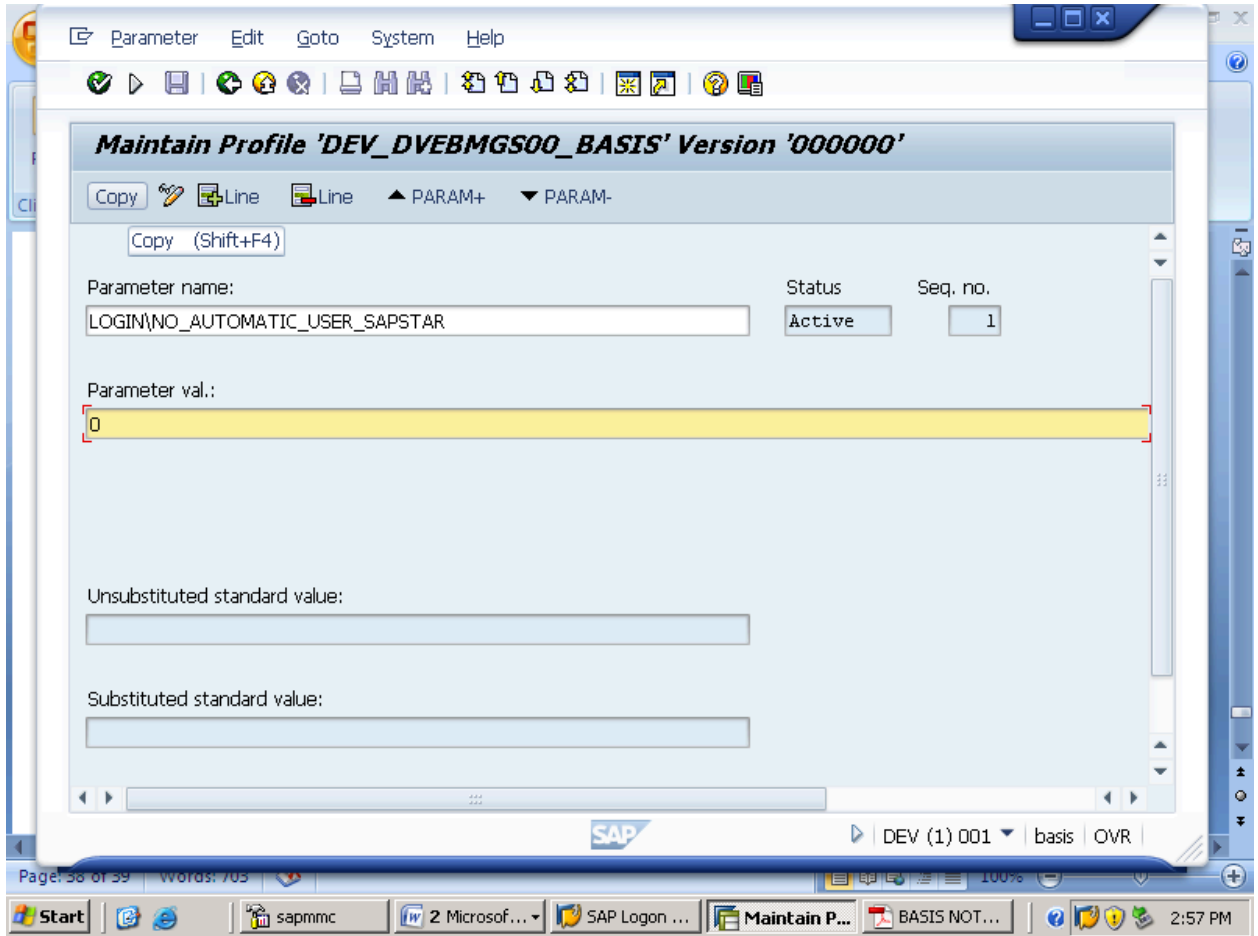 Parameter Edit Goto System Help
Maintain Profile 'DEV_DVEBMGS00_BASIS' Version '000000'
Copy Line Line PARAM+ PARAM-
Copy (Shift+F4)
Parameter name: Status Seq. no.
LOGIN\NO_AUTOMATIC_USER_SAPSTAR Active 1
Parameter val.:
0
Unsubstituted standard value:
Substituted standard value:
SAP DEV (1) 001 basis OVR
Page: 38 of 39 Words: 703 100%
Start sapmmc 2 Microsof... SAP Logon ... Maintain P... BASIS NOT... 2:57 PM